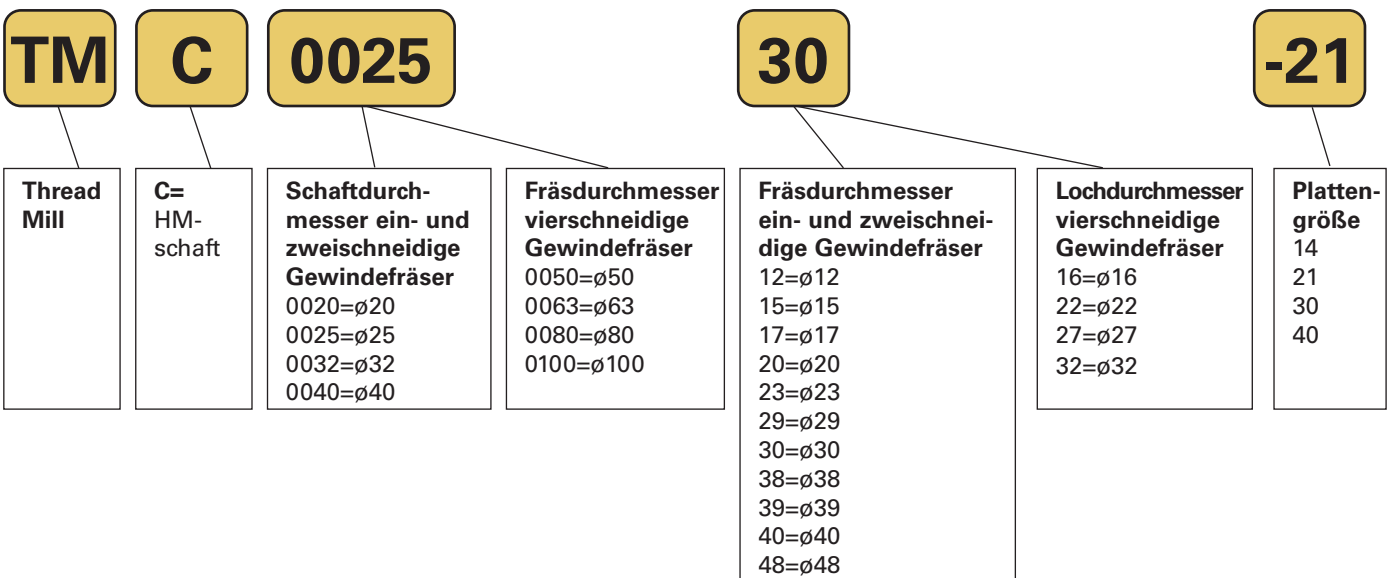 TM
C
0025
30
-21
Thread
Mill
C=
HM-
schaft
Schaftdurch-
messer ein- und
zweischneidige
Gewindefräser
0020=ø20
0025=ø25
0032=ø32
0040=ø40
Fräsdurchmesser
vierschneidige
Gewindefräser
0050=ø50
0063=ø63
0080=ø80
0100=ø100
Fräsdurchmesser
ein- und zweischnei-
dige Gewindefräser
12=ø12
15=ø15
17=ø17
20=ø20
23=ø23
29=ø29
30=ø30
38=ø38
39=ø39
40=ø40
48=ø48
Lochdurchmesser
vierschneidige
Gewindefräser
16=ø16
22=ø22
27=ø27
32=ø32
Platten-
größe
14
21
30
40